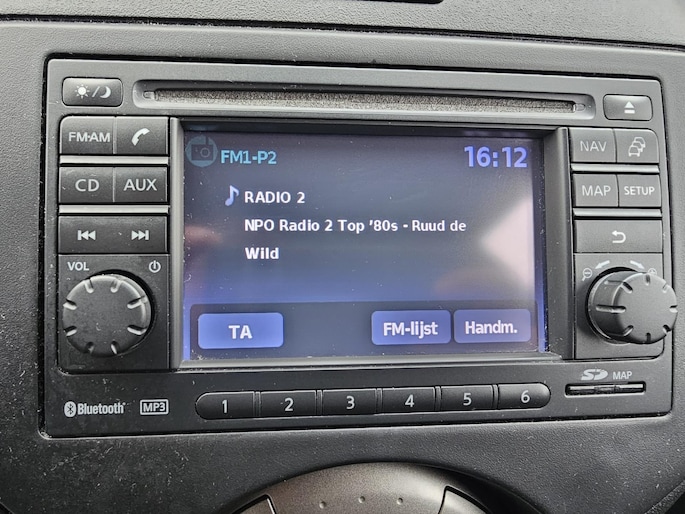 FM1-P2 16:12
FM·AM
NAV
RADIO 2
CD AUX
MAP SETUP
NPO Radio 2 Top '80s - Ruud de
Wild
VOL
TA FM-lijst Handm.
SD MAP
Bluetooth MP3
1 2 3 4 5 6